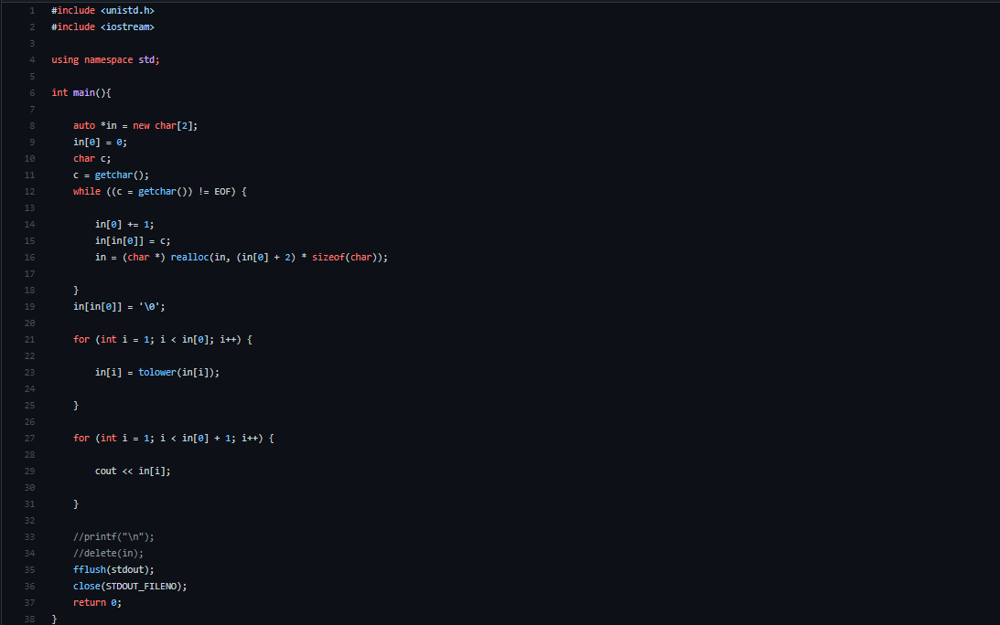 1 #include <unistd.h>
2 #include <iostream>
3
4 using namespace std;
5
6 int main(){
7
8 auto *in = new char[2];
9 in[0] = 0;
10 char c;
11 c = getchar();
12 while ((c = getchar()) != EOF) {
13
14 in[0] += 1;
15 in[in[0]] = c;
16 in = (char *) realloc(in, (in[0] + 2) * sizeof(char));
17
18 }
19 in[in[0]] = '\0';
20
21 for (int i = 1; i < in[0]; i++) {
22
23 in[i] = tolower(in[i]);
24
25 }
26
27 for (int i = 1; i < in[0] + 1; i++) {
28
29 cout << in[i];
30
31 }
32
33 //printf("\n");
34 //delete(in);
35 fflush(stdout);
36 close(STDOUT_FILENO);
37 return 0;
38 }